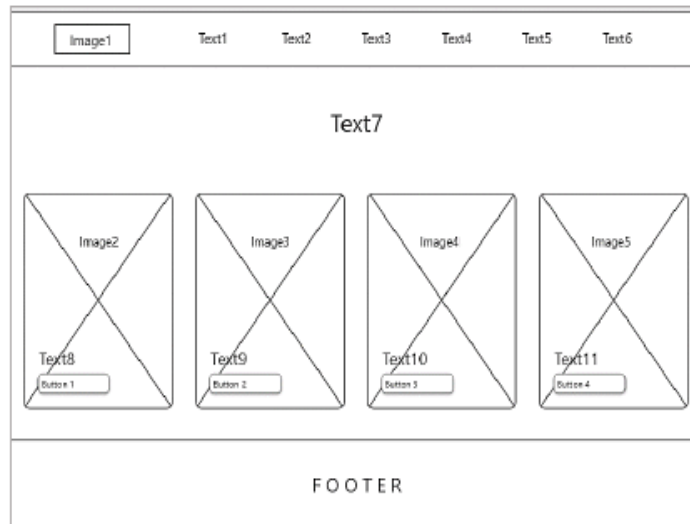 Image1 Text1 Text2 Text3 Text4 Text5 Text6
Text7
Image2 Image3 Image4 Image5
Text8 Text9 Text10 Text11
Button 1 Button 2 Button 3 Button 4
FOOTER